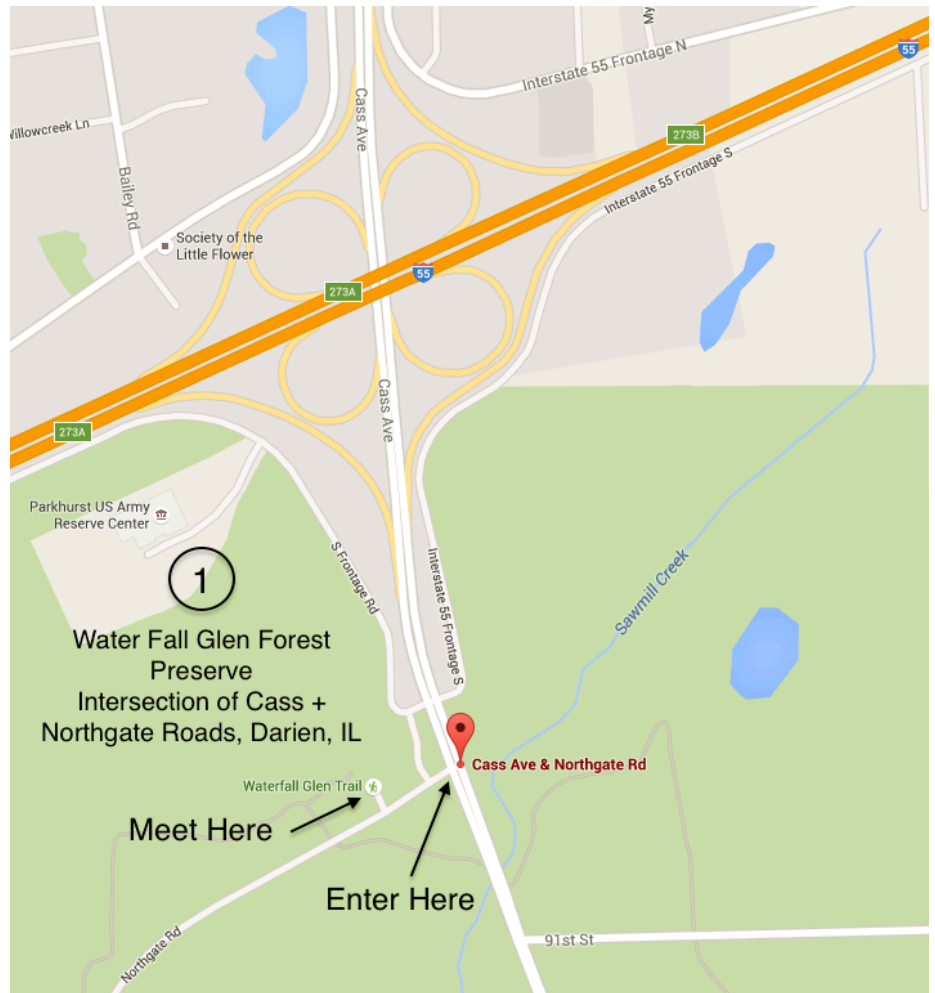 My
Interstate 55 Frontage N
55
Cass Ave
273B
Willowcreek Ln
Bailey Rd
Interstate 55 Frontage S
Society of the
Little Flower
55
273A
Cass Ave
273A
Parkhurst US Army
Reserve Center
S Frontage Rd
Interstate 55 Frontage S
Sawmill Creek
1
Water Fall Glen Forest
Preserve
Intersection of Cass +
Northgate Roads, Darien, IL
Cass Ave & Northgate Rd
Waterfall Glen Trail
Meet Here
Enter Here
91st St
Northgate Rd